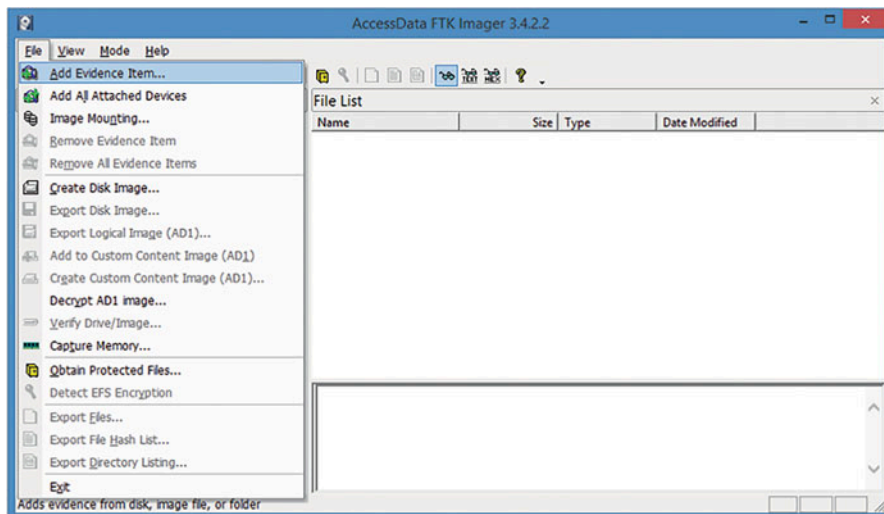 AccessData FTK Imager 3.4.2.2
File View Mode Help
Add Evidence Item...
Add All Attached Devices
Image Mounting...
Remove Evidence Item
Remove All Evidence Items
Create Disk Image...
Export Disk Image...
Export Logical Image (AD1)...
Add to Custom Content Image (AD1)
Create Custom Content Image (AD1)...
Decrypt AD1 image...
Verify Drive/Image...
Capture Memory...
Obtain Protected Files...
Detect EFS Encryption
Export Files...
Export File Hash List...
Export Directory Listing...
Exit
File List
Name Size Type Date Modified
Adds evidence from disk, image file, or folder